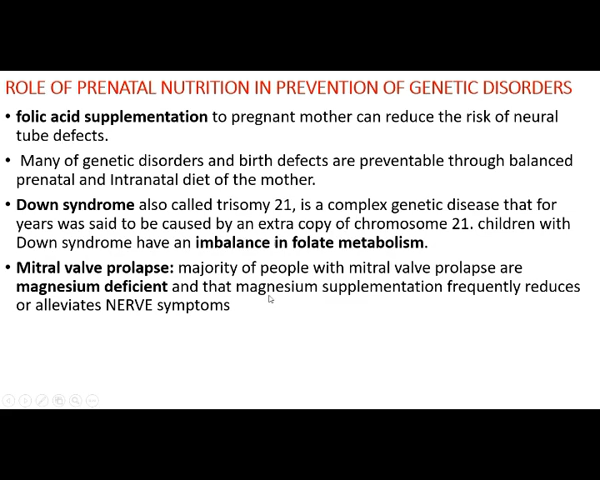 ROLE OF PRENATAL NUTRITION IN PREVENTION OF GENETIC DISORDERS
• folic acid supplementation to pregnant mother can reduce the risk of neural
tube defects.
• Many of genetic disorders and birth defects are preventable through balanced
prenatal and Intranatal diet of the mother.
• Down syndrome also called trisomy 21, is a complex genetic disease that for
years was said to be caused by an extra copy of chromosome 21. children with
Down syndrome have an imbalance in folate metabolism.
• Mitral valve prolapse: majority of people with mitral valve prolapse are
magnesium deficient and that magnesium supplementation frequently reduces
or alleviates NERVE symptoms